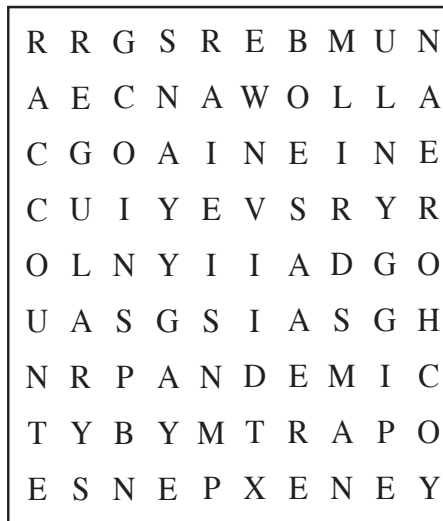 R R G S R E B M U N
A E C N A W O L L A
C G O A I N E I N E
C U I Y E V S R Y R
O L N Y I I A D G O
U A S G S I A S G H
N R P A N D E M I C
T Y B Y M T R A P O
E S N E P X E N E Y